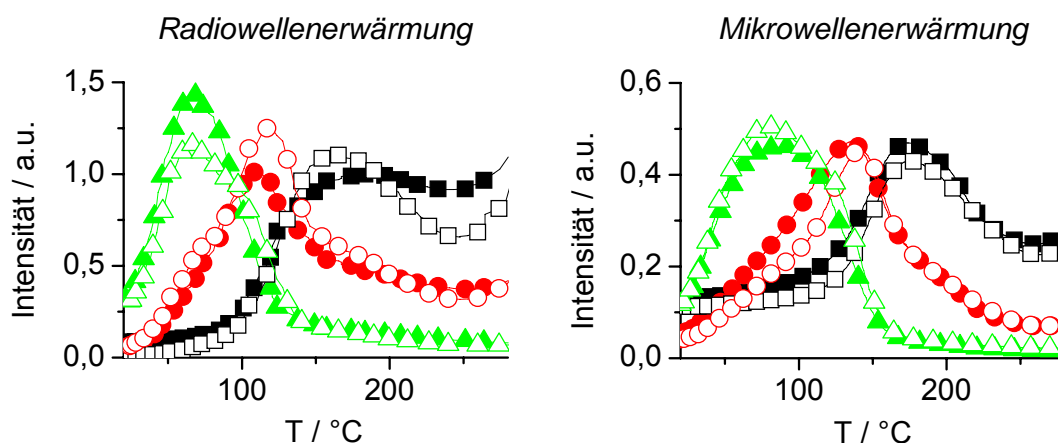 Radiowellenerwärmung
Mikrowellenerwärmung
1,5
1,0
0,5
0,0
Intensität / a.u.
100
200
T / °C
0,6
0,4
0,2
0
Intensität / a.u.
100
200
T / °C